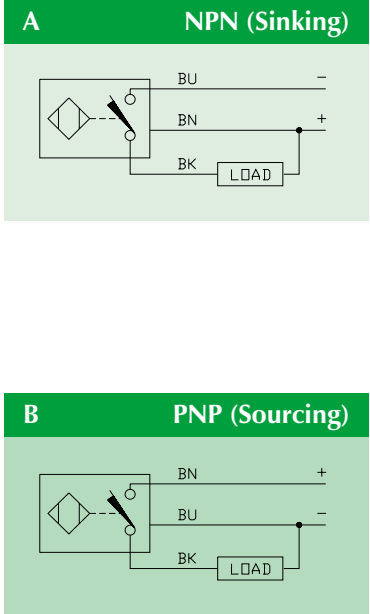 A NPN (Sinking)
BU −
BN +
BK LOAD
B PNP (Sourcing)
BN +
BU −
BK LOAD